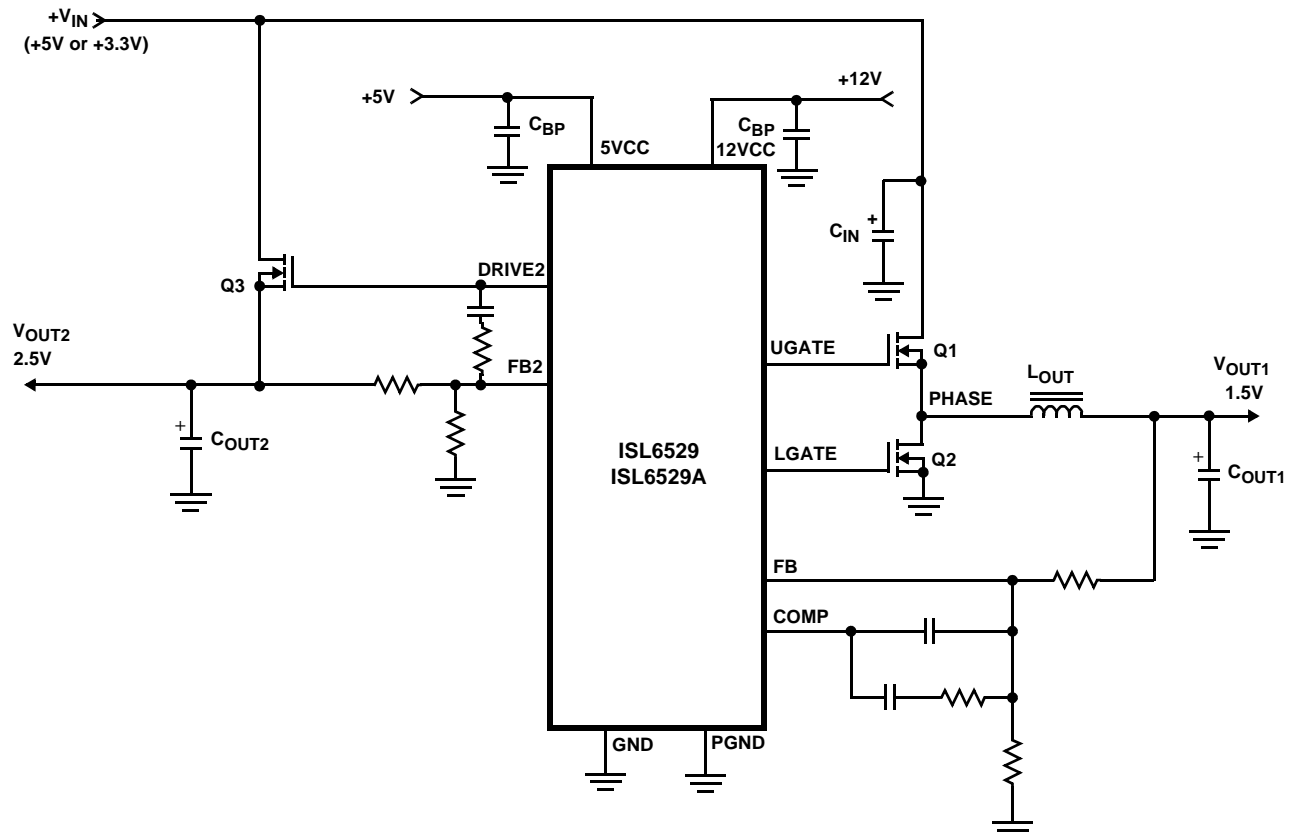 +VIN
(+5V or +3.3V)
+5V
+12V
CBP
CBP
5VCC
12VCC
CIN
+
DRIVE2
Q3
VOUT2
2.5V
FB2
UGATE
Q1
LOUT
VOUT1
1.5V
PHASE
+
COUT2
ISL6529
ISL6529A
LGATE
Q2
+
COUT1
FB
COMP
GND
PGND